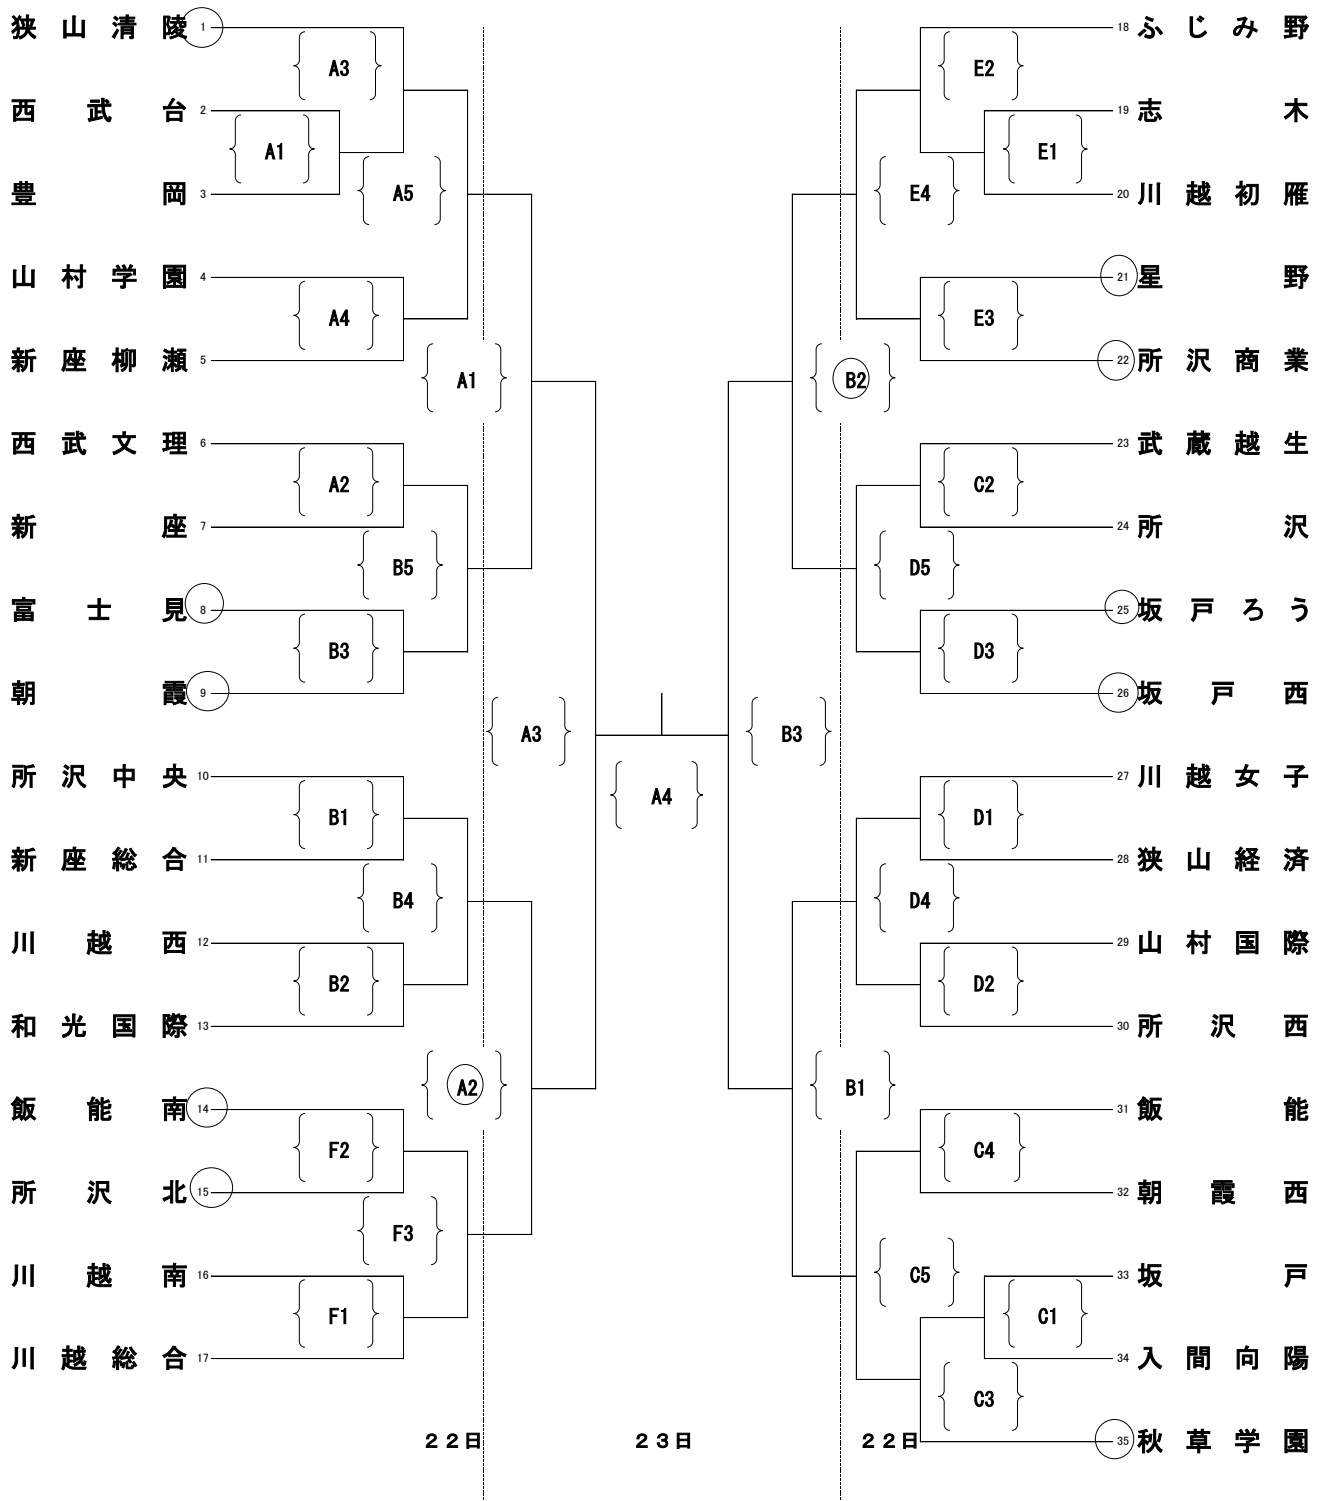 狭山清陵 1
A3
西武台 2
A1
豊岡 3
A5
山村学園 4
A4
新座柳瀬 5
A1
西武文理 6
A2
新座 7
B5
富士見 8
B3
朝霞 9
A3
所沢中央 10
B1
新座総合 11
B4
川越西 12
B2
和光国際 13
A2
飯能南 14
F2
所沢北 15
F3
川越南 16
F1
川越総合 17
22日
A4
23日
18 ふじみ野
E2
19 志木
E1
20 川越初雁
E4
21 星野
E3
22 所沢商業
B2
23 武蔵越生
C2
24 所沢
D5
25 坂戸ろう
D3
26 坂戸西
B3
27 川越女子
D1
28 狭山経済
D4
29 山村国際
D2
30 所沢西
B1
31 飯能
C4
32 朝霞西
C5
33 坂戸
C1
34 入間向陽
C3
35 秋草学園
22日